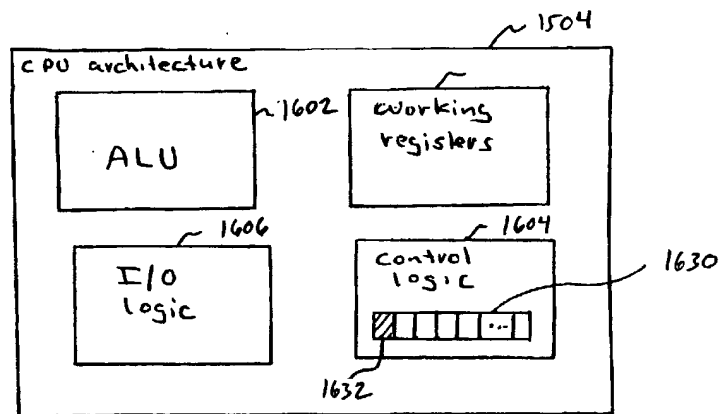 1504
CPU architecture
1602
ALU
working
registers
1606
I/O
logic
1604
control
logic
1630
...
1632